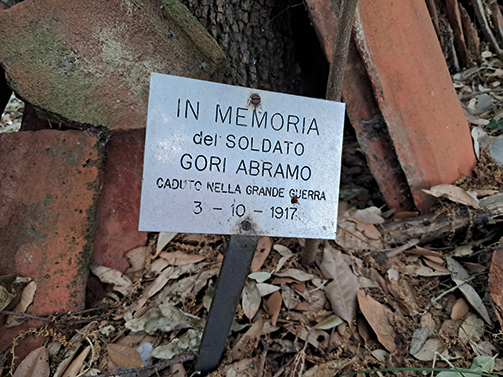 IN MEMORIA
del SOLDATO
GORI ABRAMO
CADUTO NELLA GRANDE GUERRA
3 - 10 - 1917